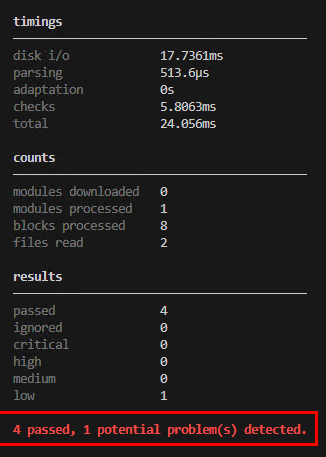 timings
disk i/o 17.7361ms
parsing 513.6µs
adaptation 0s
checks 5.8063ms
total 24.056ms
counts
modules downloaded 0
modules processed 1
blocks processed 8
files read 2
results
passed 4
ignored 0
critical 0
high 0
medium 0
low 1
4 passed, 1 potential problem(s) detected.